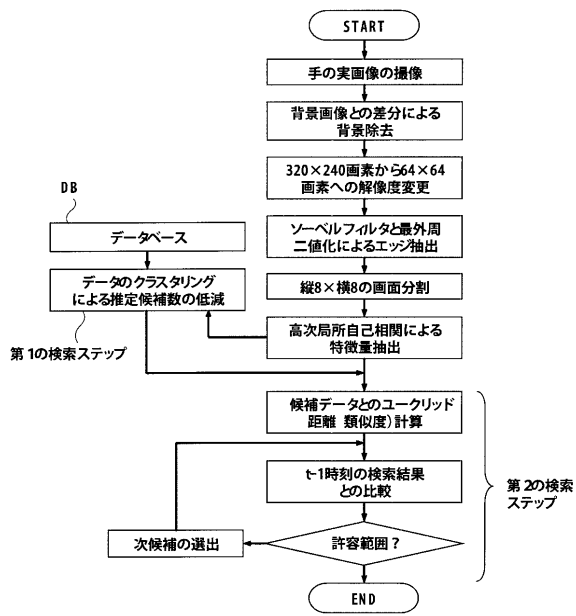 START
手の実画像の撮像
背景画像との差分による
背景除去
320×240画素から64×64
画素への解像度変更
DB
データベース
ソーベルフィルタと最外周
二値化によるエッジ抽出
データのクラスタリング
による推定候補数の低減
縦8×横8の画面分割
第1の検索ステップ
高次局所自己相関による
特徴量抽出
候補データとのユークリッド
距離 類似度)計算
t-1時刻の検索結果
との比較
第2の検索
ステップ
次候補の選出
許容範囲?
END